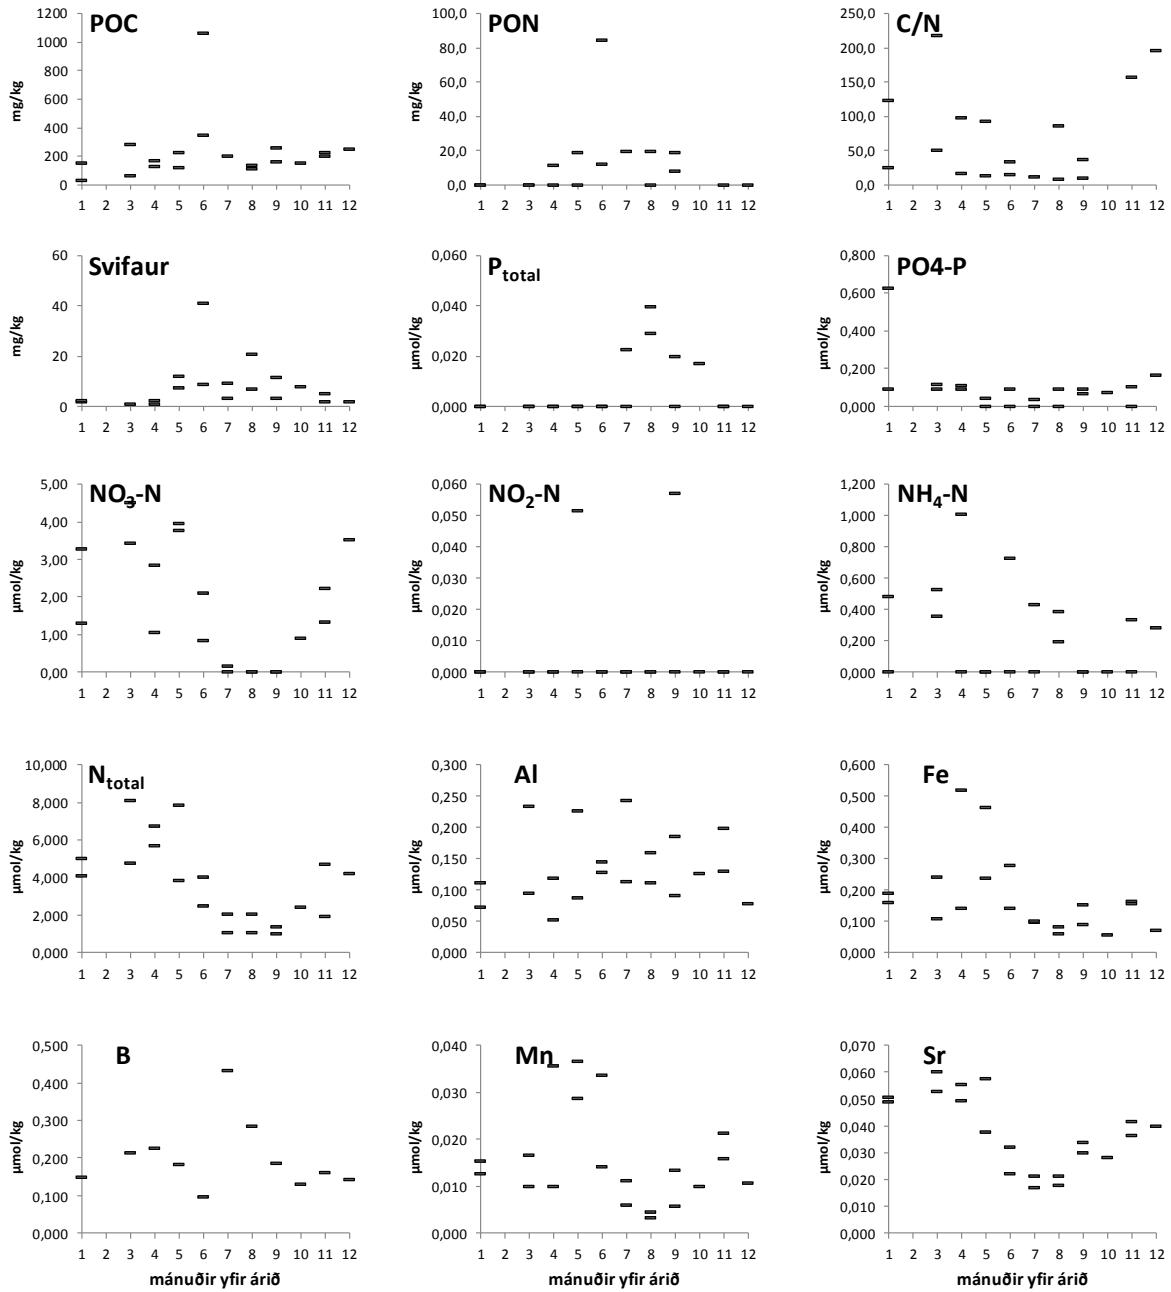 POC
mg/kg
1200
1000
800
600
400
200
0
1 2 3 4 5 6 7 8 9 10 11 12
PON
mg/kg
100,0
80,0
60,0
40,0
20,0
0,0
1 2 3 4 5 6 7 8 9 10 11 12
C/N
250,0
200,0
150,0
100,0
50,0
0,0
1 2 3 4 5 6 7 8 9 10 11 12
Svifaur
mg/kg
60
40
20
0
1 2 3 4 5 6 7 8 9 10 11 12
P_total
µmol/kg
0,060
0,040
0,020
0,000
1 2 3 4 5 6 7 8 9 10 11 12
PO4-P
µmol/kg
0,800
0,600
0,400
0,200
0,000
1 2 3 4 5 6 7 8 9 10 11 12
NO₃-N
µmol/kg
5,00
4,00
3,00
2,00
1,00
0,00
1 2 3 4 5 6 7 8 9 10 11 12
NO₂-N
µmol/kg
0,060
0,050
0,040
0,030
0,020
0,010
0,000
1 2 3 4 5 6 7 8 9 10 11 12
NH₄-N
µmol/kg
1,200
1,000
0,800
0,600
0,400
0,200
0,000
1 2 3 4 5 6 7 8 9 10 11 12
N_total
µmol/kg
10,000
8,000
6,000
4,000
2,000
0,000
1 2 3 4 5 6 7 8 9 10 11 12
Al
µmol/kg
0,300
0,250
0,200
0,150
0,100
0,050
0,000
1 2 3 4 5 6 7 8 9 10 11 12
Fe
µmol/kg
0,600
0,500
0,400
0,300
0,200
0,100
0,000
1 2 3 4 5 6 7 8 9 10 11 12
B
µmol/kg
0,500
0,400
0,300
0,200
0,100
0,000
1 2 3 4 5 6 7 8 9 10 11 12
mánuðir yfir árið
Mn
µmol/kg
0,040
0,030
0,020
0,010
0,000
1 2 3 4 5 6 7 8 9 10 11 12
mánuðir yfir árið
Sr
µmol/kg
0,070
0,060
0,050
0,040
0,030
0,020
0,010
0,000
1 2 3 4 5 6 7 8 9 10 11 12
mánuðir yfir árið